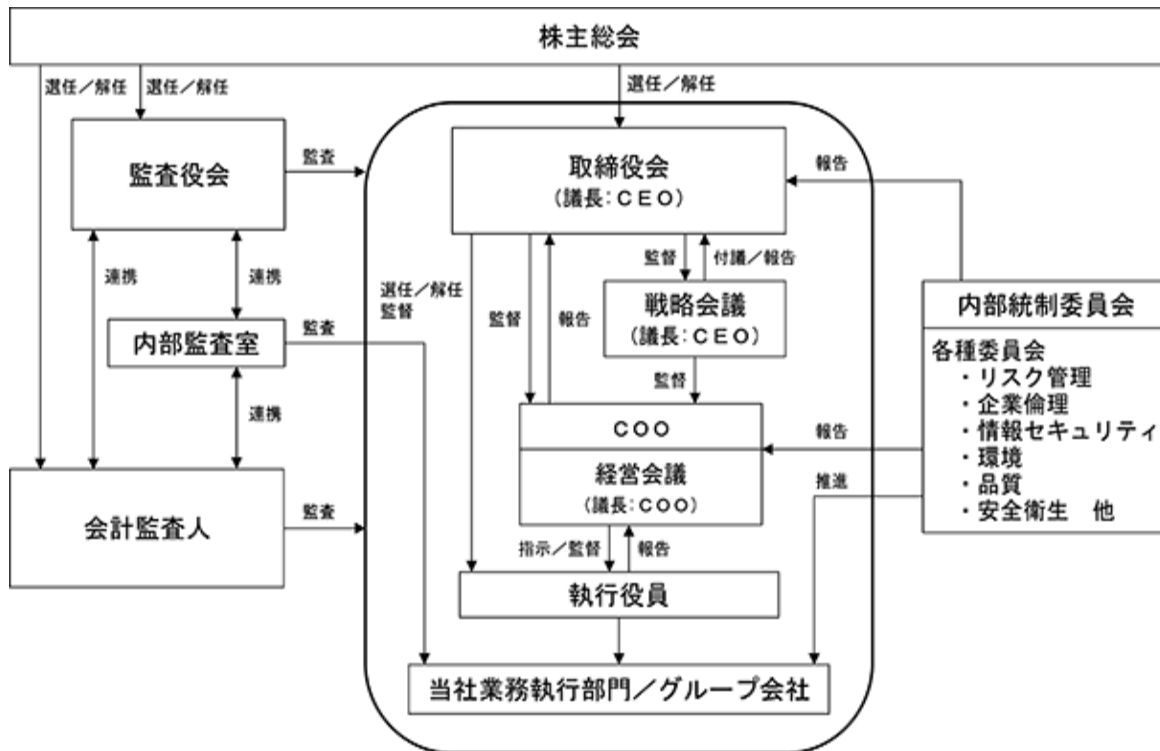 株主総会
選任／解任
選任／解任
選任／解任
監査役会
監査
取締役会
(議長：ＣＥＯ)
報告
連携
連携
選任／解任
監督
監督
報告
監督
付議／報告
戦略会議
(議長：ＣＥＯ)
内部統制委員会
各種委員会
・リスク管理
・企業倫理
・情報セキュリティ
・環境
・品質
・安全衛生　他
内部監査室
監査
監督
連携
ＣＯＯ
経営会議
(議長：ＣＯＯ)
報告
推進
会計監査人
監査
指示／監督
報告
執行役員
当社業務執行部門／グループ会社